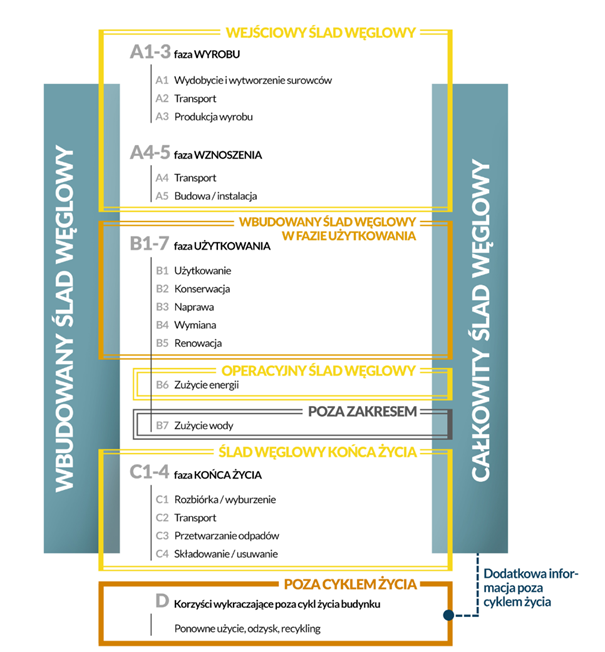 WEJŚCIOWY ŚLAD WĘGLOWY
A1-3 faza WYROBU
A1 Wydobycie i wytworzenie surowców
A2 Transport
A3 Produkcja wyrobu
A4-5 faza WZNOSZENIA
A4 Transport
A5 Budowa / instalacja
WBUDOWANY ŚLAD WĘGLOWY
W FAZIE UŻYTKOWANIA
B1-7 faza UŻYTKOWANIA
B1 Użytkowanie
B2 Konserwacja
B3 Naprawa
B4 Wymiana
B5 Renowacja
OPERACYJNY ŚLAD WĘGLOWY
B6 Zużycie energii
POZA ZAKRESEM
B7 Zużycie wody
ŚLAD WĘGLOWY KOŃCA ŻYCIA
C1-4 faza KOŃCA ŻYCIA
C1 Rozbiórka / wyburzenie
C2 Transport
C3 Przetwarzanie odpadów
C4 Składowanie / usuwanie
POZA CYKLEM ŻYCIA
D Korzyści wykraczające poza cykl życia budynku
Ponowne użycie, odzysk, recykling
WBUDOWANY ŚLAD WĘGLOWY
CAŁKOWITY ŚLAD WĘGLOWY
Dodatkowa infor-
macja poza
cyklem życia